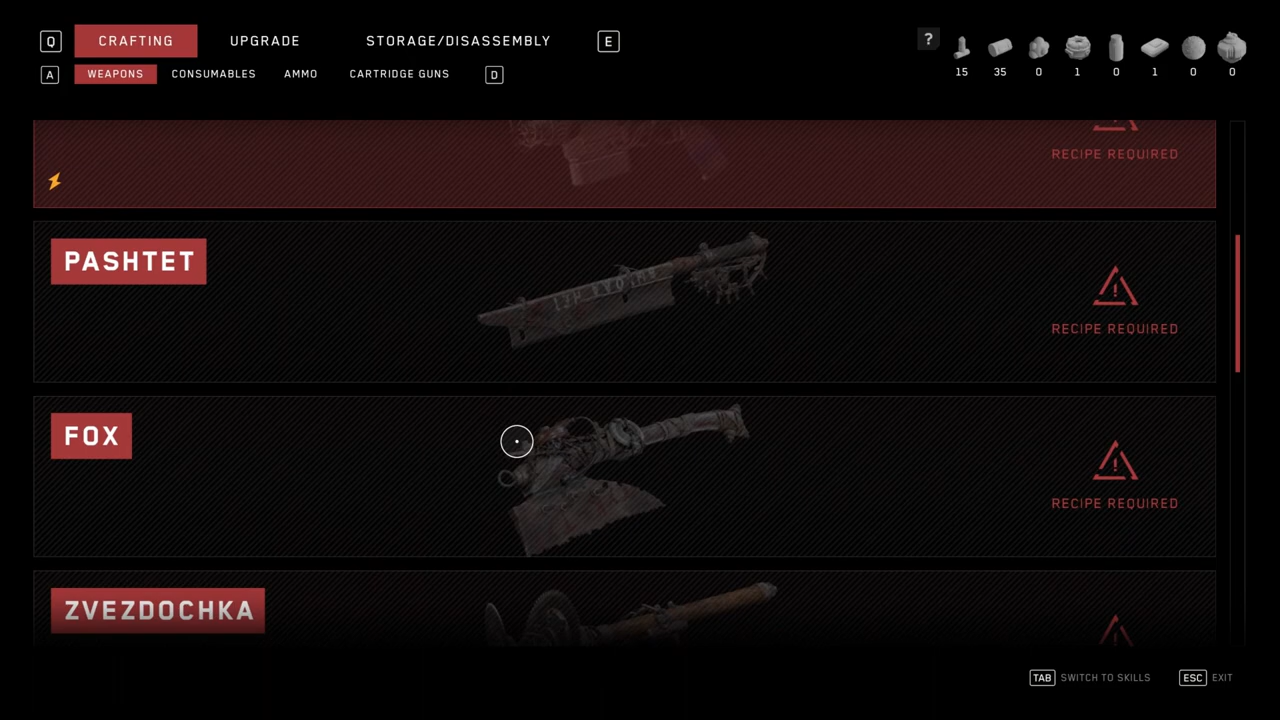 Q CRAFTING UPGRADE STORAGE/DISASSEMBLY E ?
A WEAPONS CONSUMABLES AMMO CARTRIDGE GUNS D 15 35 0 1 0 1 0 0
RECIPE REQUIRED
PASHTET
RECIPE REQUIRED
FOX
RECIPE REQUIRED
ZVEZDOCHKA
TAB SWITCH TO SKILLS ESC EXIT